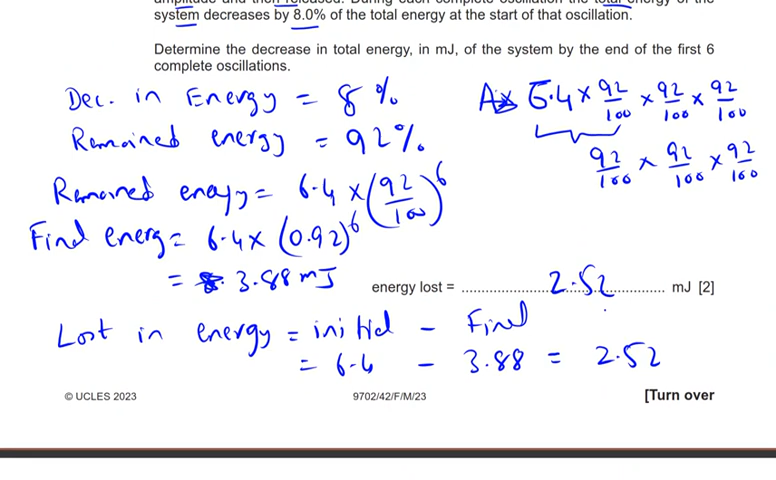 system decreases by 8.0% of the total energy at the start of that oscillation.
Determine the decrease in total energy, in mJ, of the system by the end of the first 6
complete oscillations.
Dec. in Energy = 8 %
Remained energy = 92%.
6.4 × 92/100 × 92/100 × 92/100
92/100 × 92/100 × 92/100
Remained energy = 6.4 × (92/100)^6
Final energ = 6.4 × (0.92)^6
= 3.88 mJ
energy lost = ............ 2.52 ............ mJ [2]
Lost in energy = initial - Final
= 6.4 - 3.88 = 2.52
© UCLES 2023 9702/42/F/M/23 [Turn over